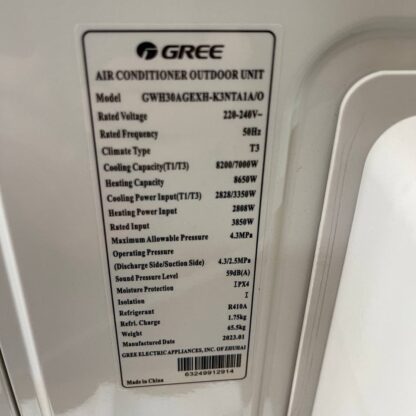 GREE
AIR CONDITIONER OUTDOOR UNIT
Model GWH30AGEXH-K3NTA1A/O
Rated Voltage 220-240V~
Rated Frequency 50Hz
Climate Type T3
Cooling Capacity(T1/T3) 8200/7000W
Heating Capacity 8650W
Cooling Power Input(T1/T3) 2828/3350W
Heating Power Input 2808W
Rated Input 3850W
Maximum Allowable Pressure 4.3MPa
Operating Pressure
(Discharge Side/Suction Side) 4.3/2.5MPa
Sound Pressure Level 59dB(A)
Moisture Protection IPX4
Isolation I
Refrigerant R410A
Refri. Charge 1.75kg
Weight 65.5kg
Manufactured Date 2023.01
GREE ELECTRIC APPLIANCES, INC. OF ZHUHAI
63249912914
Made in China